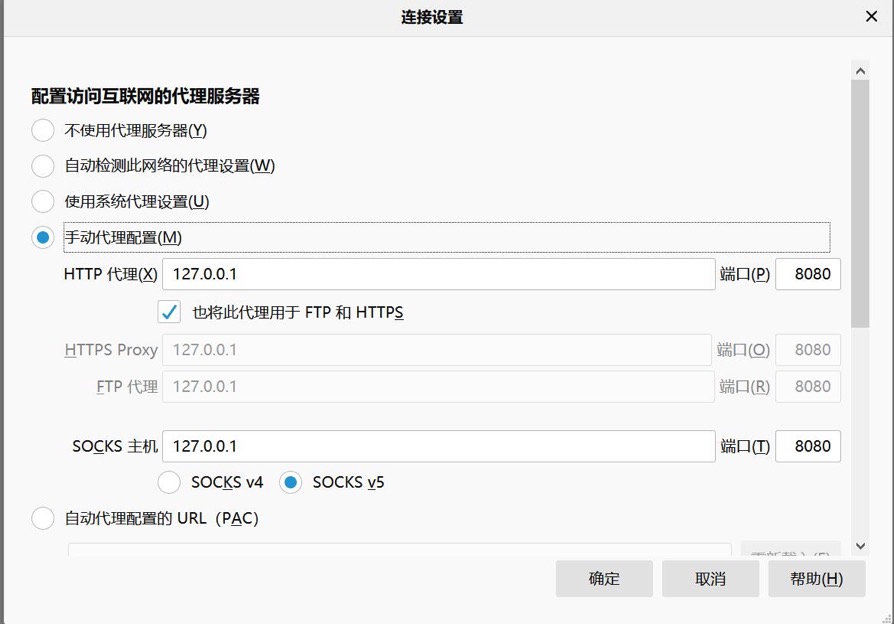 连接设置
配置访问互联网的代理服务器
不使用代理服务器(Y)
自动检测此网络的代理设置(W)
使用系统代理设置(U)
手动代理配置(M)
HTTP 代理(X) 127.0.0.1 端口(P) 8080
也将此代理用于 FTP 和 HTTPS
HTTPS Proxy 127.0.0.1 端口(O) 8080
FTP 代理 127.0.0.1 端口(R) 8080
SOCKS 主机 127.0.0.1 端口(T) 8080
SOCKS v4 SOCKS v5
自动代理配置的 URL（PAC）
确定 取消 帮助(H)